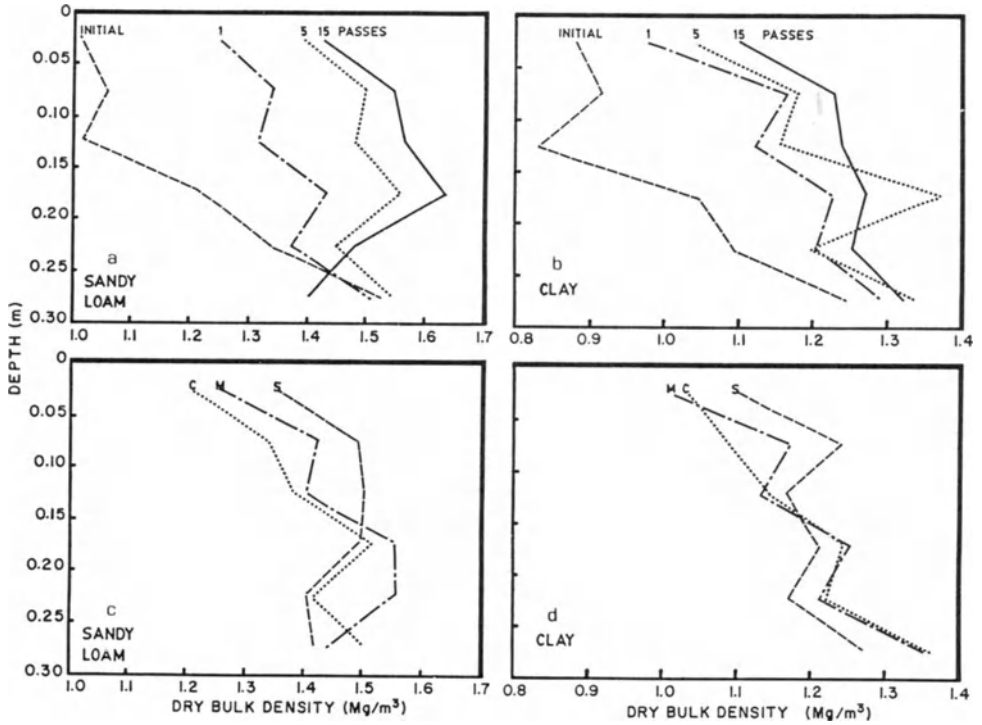 0
0.05
0.10
0.15
0.20
0.25
0.30
INITIAL 1 5 15 PASSES
a
SANDY
LOAM
1.0 1.1 1.2 1.3 1.4 1.5 1.6 1.7
INITIAL 1 5 15 PASSES
b
CLAY
0.8 0.9 1.0 1.1 1.2 1.3 1.4
DEPTH (m)
0
0.05
0.10
0.15
0.20
0.25
0.30
C M S
c
SANDY
LOAM
1.0 1.1 1.2 1.3 1.4 1.5 1.6 1.7
DRY BULK DENSITY (Mg/m³)
M C S
d
CLAY
0.8 0.9 1.0 1.1 1.2 1.3 1.4
DRY BULK DENSITY (Mg/m³)